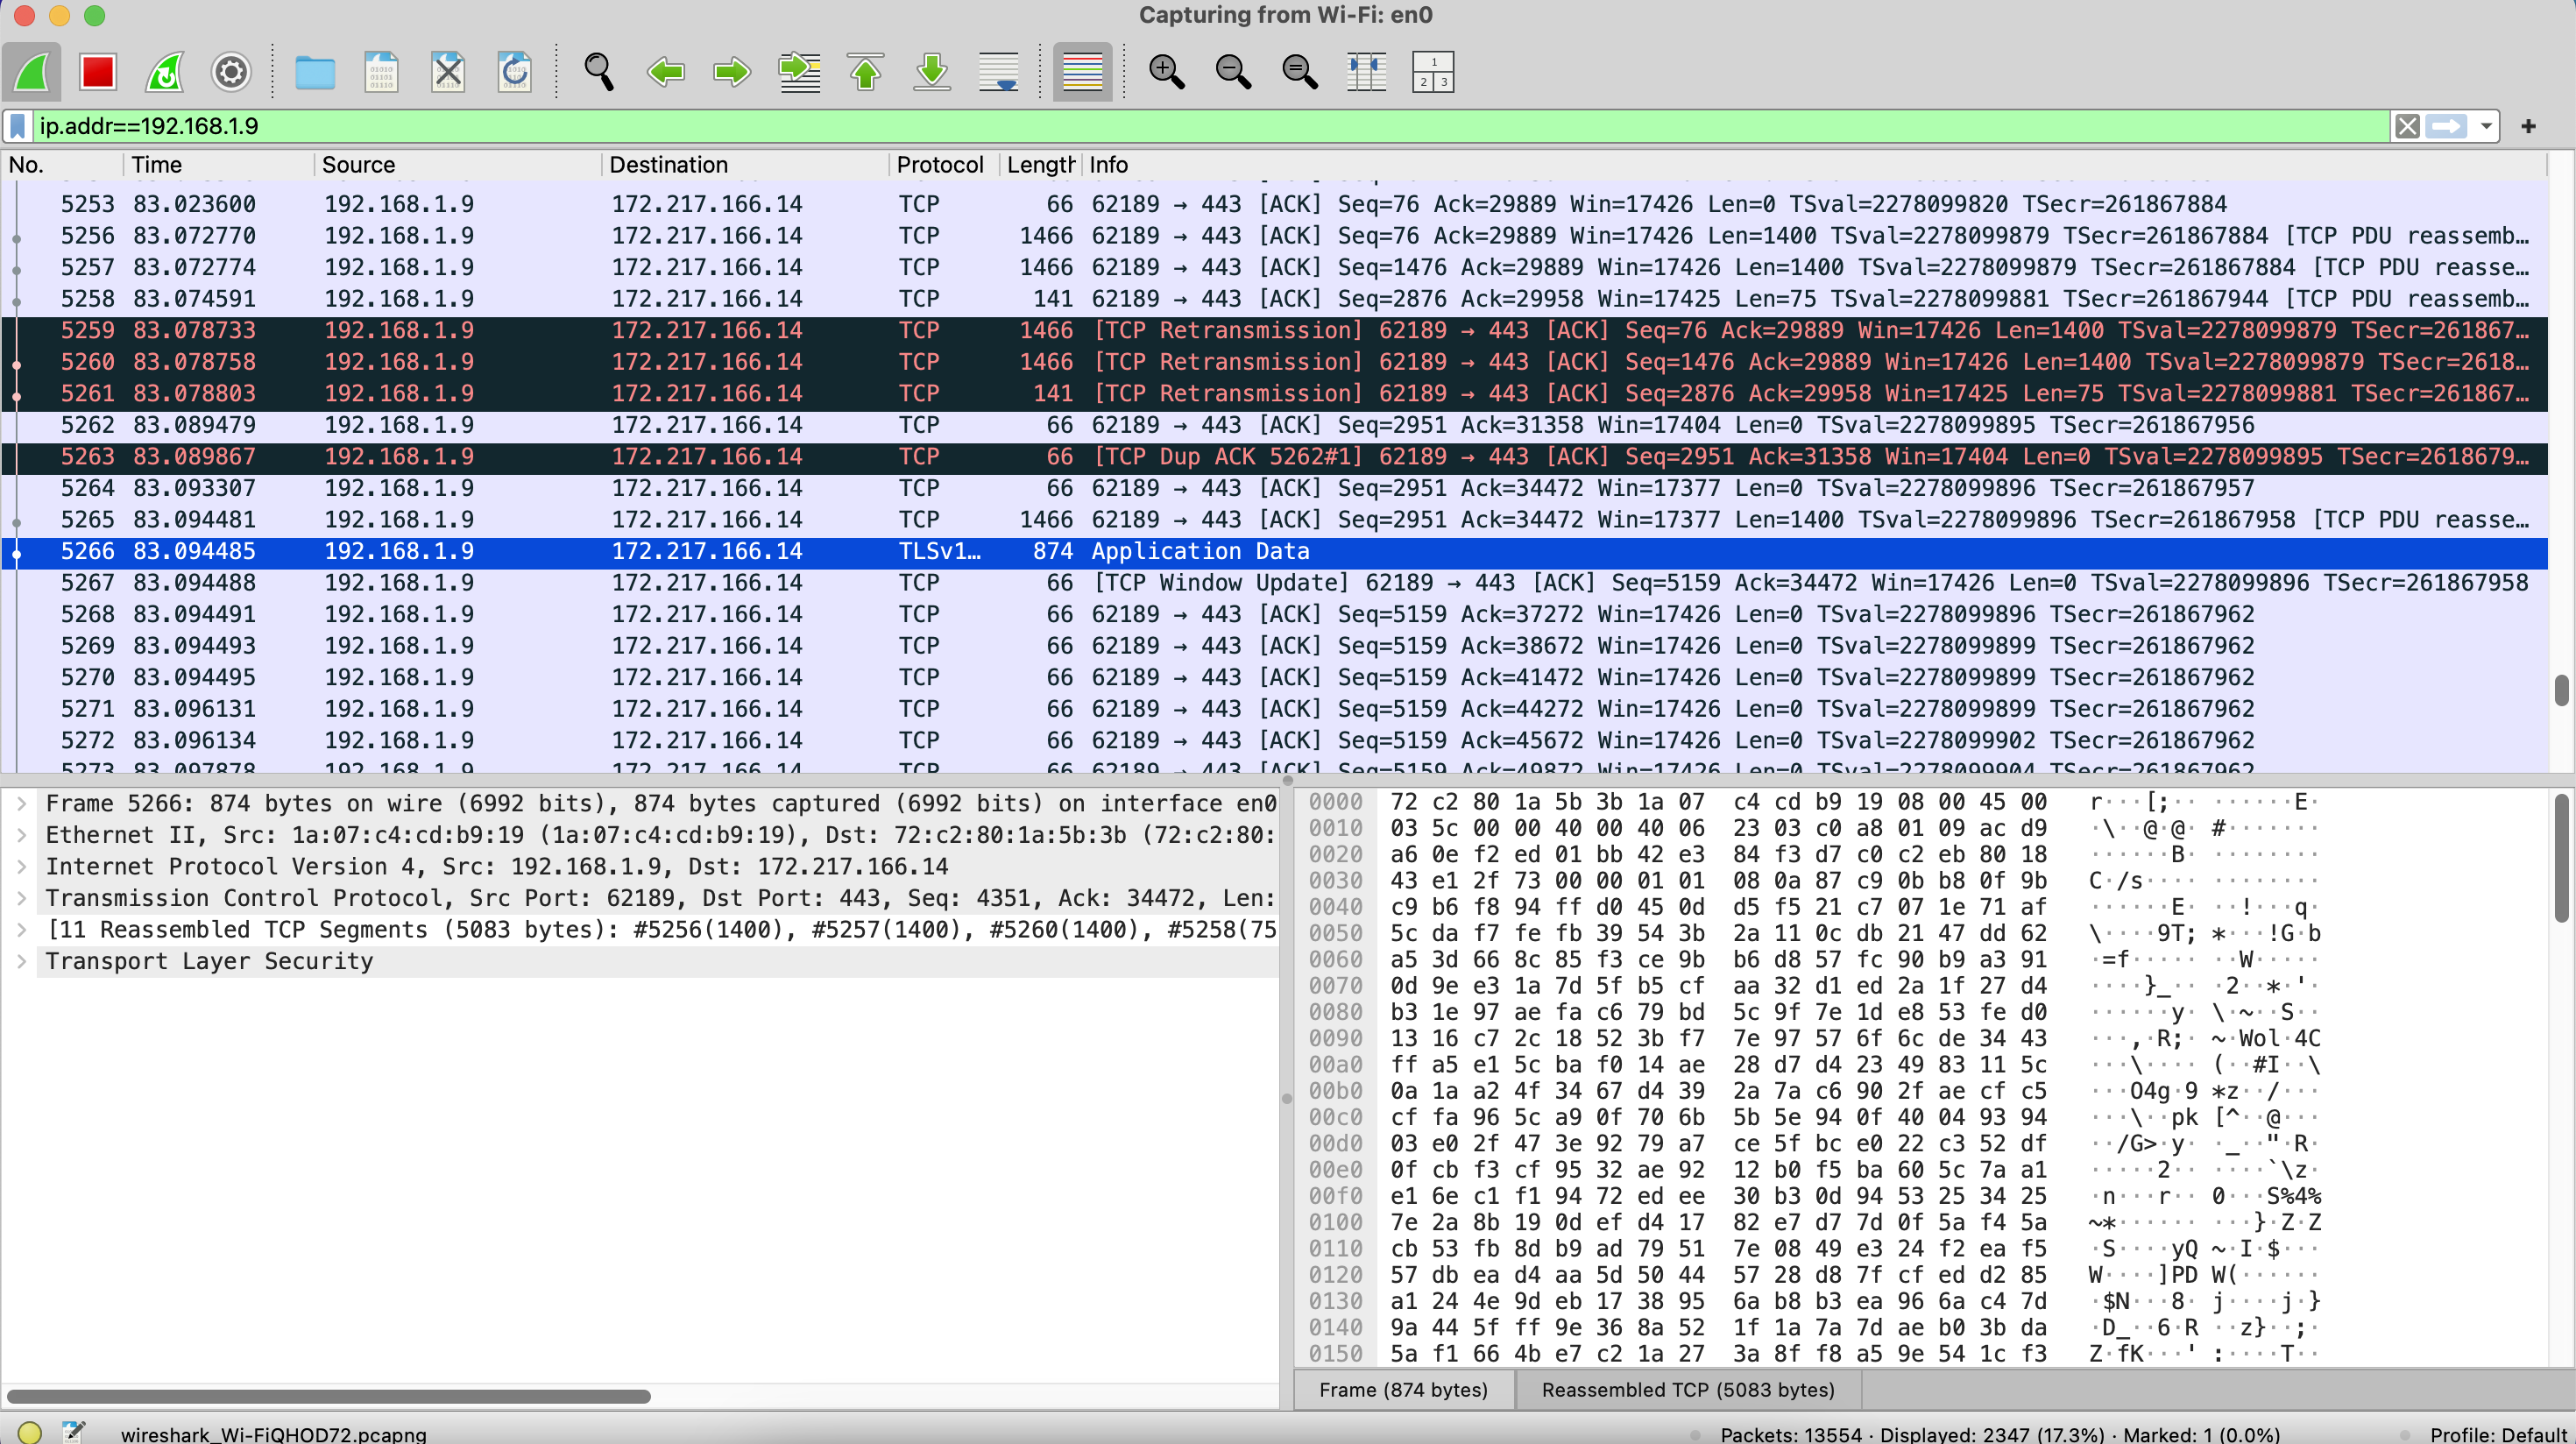 Capturing from Wi-Fi: en0
ip.addr==192.168.1.9
No. Time Source Destination Protocol Length Info
5253 83.023600 192.168.1.9 172.217.166.14 TCP 66 62189 → 443 [ACK] Seq=76 Ack=29889 Win=17426 Len=0 TSval=2278099820 TSecr=261867884
5256 83.072770 192.168.1.9 172.217.166.14 TCP 1466 62189 → 443 [ACK] Seq=76 Ack=29889 Win=17426 Len=1400 TSval=2278099879 TSecr=261867884 [TCP PDU reassemb…
5257 83.072774 192.168.1.9 172.217.166.14 TCP 1466 62189 → 443 [ACK] Seq=1476 Ack=29889 Win=17426 Len=1400 TSval=2278099879 TSecr=261867884 [TCP PDU reasse…
5258 83.074591 192.168.1.9 172.217.166.14 TCP 141 62189 → 443 [ACK] Seq=2876 Ack=29958 Win=17425 Len=75 TSval=2278099881 TSecr=261867944 [TCP PDU reassemb…
5259 83.078733 192.168.1.9 172.217.166.14 TCP 1466 [TCP Retransmission] 62189 → 443 [ACK] Seq=76 Ack=29889 Win=17426 Len=1400 TSval=2278099879 TSecr=261867…
5260 83.078758 192.168.1.9 172.217.166.14 TCP 1466 [TCP Retransmission] 62189 → 443 [ACK] Seq=1476 Ack=29889 Win=17426 Len=1400 TSval=2278099879 TSecr=2618…
5261 83.078803 192.168.1.9 172.217.166.14 TCP 141 [TCP Retransmission] 62189 → 443 [ACK] Seq=2876 Ack=29958 Win=17425 Len=75 TSval=2278099881 TSecr=261867…
5262 83.089479 192.168.1.9 172.217.166.14 TCP 66 62189 → 443 [ACK] Seq=2951 Ack=31358 Win=17404 Len=0 TSval=2278099895 TSecr=261867956
5263 83.089867 192.168.1.9 172.217.166.14 TCP 66 [TCP Dup ACK 5262#1] 62189 → 443 [ACK] Seq=2951 Ack=31358 Win=17404 Len=0 TSval=2278099895 TSecr=2618679…
5264 83.093307 192.168.1.9 172.217.166.14 TCP 66 62189 → 443 [ACK] Seq=2951 Ack=34472 Win=17377 Len=0 TSval=2278099896 TSecr=261867957
5265 83.094481 192.168.1.9 172.217.166.14 TCP 1466 62189 → 443 [ACK] Seq=2951 Ack=34472 Win=17377 Len=1400 TSval=2278099896 TSecr=261867958 [TCP PDU reasse…
5266 83.094485 192.168.1.9 172.217.166.14 TLSv1… 874 Application Data
5267 83.094488 192.168.1.9 172.217.166.14 TCP 66 [TCP Window Update] 62189 → 443 [ACK] Seq=5159 Ack=34472 Win=17426 Len=0 TSval=2278099896 TSecr=261867958
5268 83.094491 192.168.1.9 172.217.166.14 TCP 66 62189 → 443 [ACK] Seq=5159 Ack=37272 Win=17426 Len=0 TSval=2278099896 TSecr=261867962
5269 83.094493 192.168.1.9 172.217.166.14 TCP 66 62189 → 443 [ACK] Seq=5159 Ack=38672 Win=17426 Len=0 TSval=2278099899 TSecr=261867962
5270 83.094495 192.168.1.9 172.217.166.14 TCP 66 62189 → 443 [ACK] Seq=5159 Ack=41472 Win=17426 Len=0 TSval=2278099899 TSecr=261867962
5271 83.096131 192.168.1.9 172.217.166.14 TCP 66 62189 → 443 [ACK] Seq=5159 Ack=44272 Win=17426 Len=0 TSval=2278099899 TSecr=261867962
5272 83.096134 192.168.1.9 172.217.166.14 TCP 66 62189 → 443 [ACK] Seq=5159 Ack=45672 Win=17426 Len=0 TSval=2278099902 TSecr=261867962
5273 83.097878 192.168.1.9 172.217.166.14 TCP 66 62189 → 443 [ACK] Seq=5159 Ack=49872 Win=17426 Len=0 TSval=2278099904 TSecr=261867962
Frame 5266: 874 bytes on wire (6992 bits), 874 bytes captured (6992 bits) on interface en0
Ethernet II, Src: 1a:07:c4:cd:b9:19 (1a:07:c4:cd:b9:19), Dst: 72:c2:80:1a:5b:3b (72:c2:80:
Internet Protocol Version 4, Src: 192.168.1.9, Dst: 172.217.166.14
Transmission Control Protocol, Src Port: 62189, Dst Port: 443, Seq: 4351, Ack: 34472, Len:
[11 Reassembled TCP Segments (5083 bytes): #5256(1400), #5257(1400), #5260(1400), #5258(75
Transport Layer Security
0000 72 c2 80 1a 5b 3b 1a 07 c4 cd b9 19 08 00 45 00 r···[;·· ······E·
0010 03 5c 00 00 40 00 40 06 23 03 c0 a8 01 09 ac d9 ·\··@·@· #·······
0020 a6 0e f2 ed 01 bb 42 e3 84 f3 d7 c0 c2 eb 80 18 ······B· ········
0030 43 e1 2f 73 00 00 01 01 08 0a 87 c9 0b b8 0f 9b C·/s···· ········
0040 c9 b6 f8 94 ff d0 45 0d d5 f5 21 c7 07 1e 71 af ······E· ··!···q·
0050 5c da f7 fe fb 39 54 3b 2a 11 0c db 21 47 dd 62 \····9T; *···!G·b
0060 a5 3d 66 8c 85 f3 ce 9b b6 d8 57 fc 90 b9 a3 91 ·=f····· ··W·····
0070 0d 9e e3 1a 7d 5f b5 cf aa 32 d1 ed 2a 1f 27 d4 ····}_·· ·2··*·'·
0080 b3 1e 97 ae fa c6 79 bd 5c 9f 7e 1d e8 53 fe d0 ······y· \·~··S··
0090 13 16 c7 2c 18 52 3b f7 7e 97 57 6f 6c de 34 43 ···,·R;· ~·Wol·4C
00a0 ff a5 e1 5c ba f0 14 ae 28 d7 d4 23 49 83 11 5c ···\···· (··#I··\
00b0 0a 1a a2 4f 34 67 d4 39 2a 7a c6 90 2f ae cf c5 ···O4g·9 *z··/···
00c0 cf fa 96 5c a9 0f 70 6b 5b 5e 94 0f 40 04 93 94 ···\··pk [^··@···
00d0 03 e0 2f 47 3e 92 79 a7 ce 5f bc e0 22 c3 52 df ··/G>·y· ·_··"·R·
00e0 0f cb f3 cf 95 32 ae 92 12 b0 f5 ba 60 5c 7a a1 ·····2·· ····`\z·
00f0 e1 6e c1 f1 94 72 ed ee 30 b3 0d 94 53 25 34 25 ·n···r·· 0···S%4%
0100 7e 2a 8b 19 0d ef d4 17 82 e7 d7 7d 0f 5a f4 5a ~*······ ···}·Z·Z
0110 cb 53 fb 8d b9 ad 79 51 7e 08 49 e3 24 f2 ea f5 ·S····yQ ~·I·$···
0120 57 db ea d4 aa 5d 50 44 57 28 d8 7f cf ed d2 85 W····]PD W(······
0130 a1 24 4e 9d eb 17 38 95 6a b8 b3 ea 96 6a c4 7d ·$N···8· j····j·}
0140 9a 44 5f ff 9e 36 8a 52 1f 1a 7a 7d ae b0 3b da ·D_··6·R ··z}··;·
0150 5a f1 66 4b e7 c2 1a 27 3a 8f f8 a5 9e 54 1c f3 Z·fK···' :····T··
Frame (874 bytes) Reassembled TCP (5083 bytes)
wireshark_Wi-FiQHOD72.pcapng Packets: 13554 · Displayed: 2347 (17.3%) · Marked: 1 (0.0%) Profile: Default